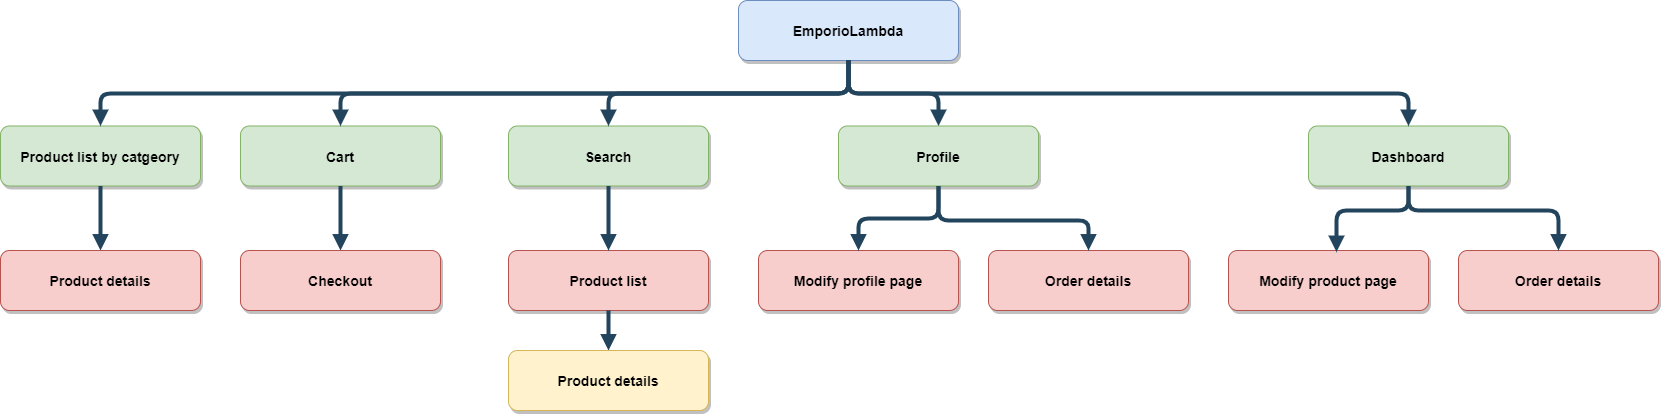 EmporioLambda
Product list by catgeory
Cart
Search
Profile
Dashboard
Product details
Checkout
Product list
Modify profile page
Order details
Modify product page
Order details
Product details